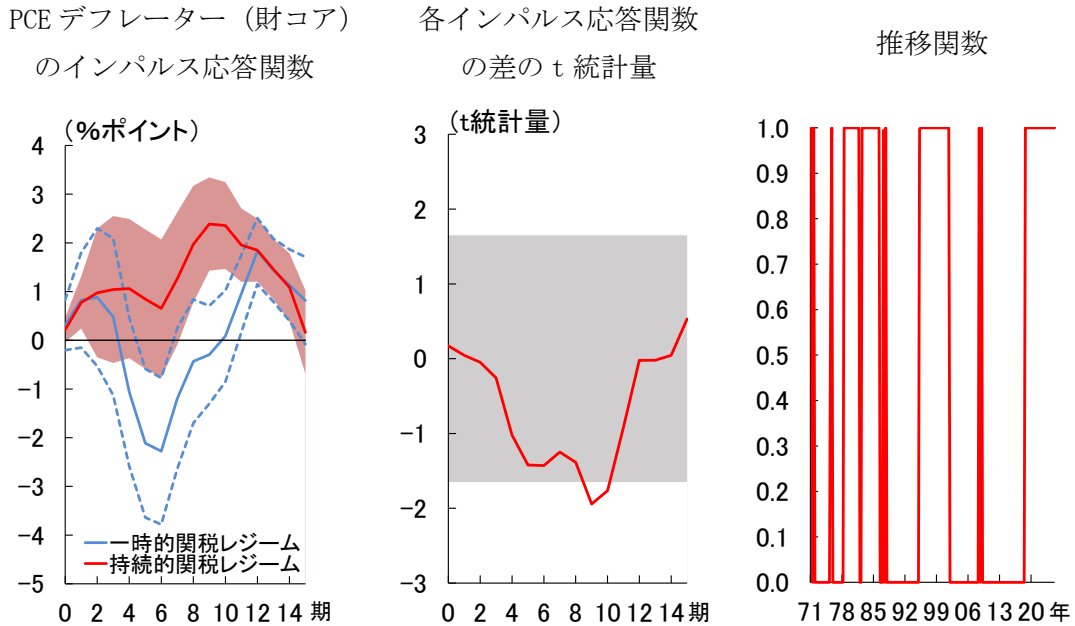 PCE デフレーター（財コア）
のインパルス応答関数
(%ポイント)
4
3
2
1
0
-1
-2
-3
-4
-5
一時的関税レジーム
持続的関税レジーム
0 2 4 6 8 10 12 14 期
各インパルス応答関数
の差の t 統計量
(t統計量)
3
2
1
0
-1
-2
-3
0 2 4 6 8 10 12 14 期
推移関数
1.0
0.9
0.8
0.7
0.6
0.5
0.4
0.3
0.2
0.1
0.0
71 78 85 92 99 06 13 20 年